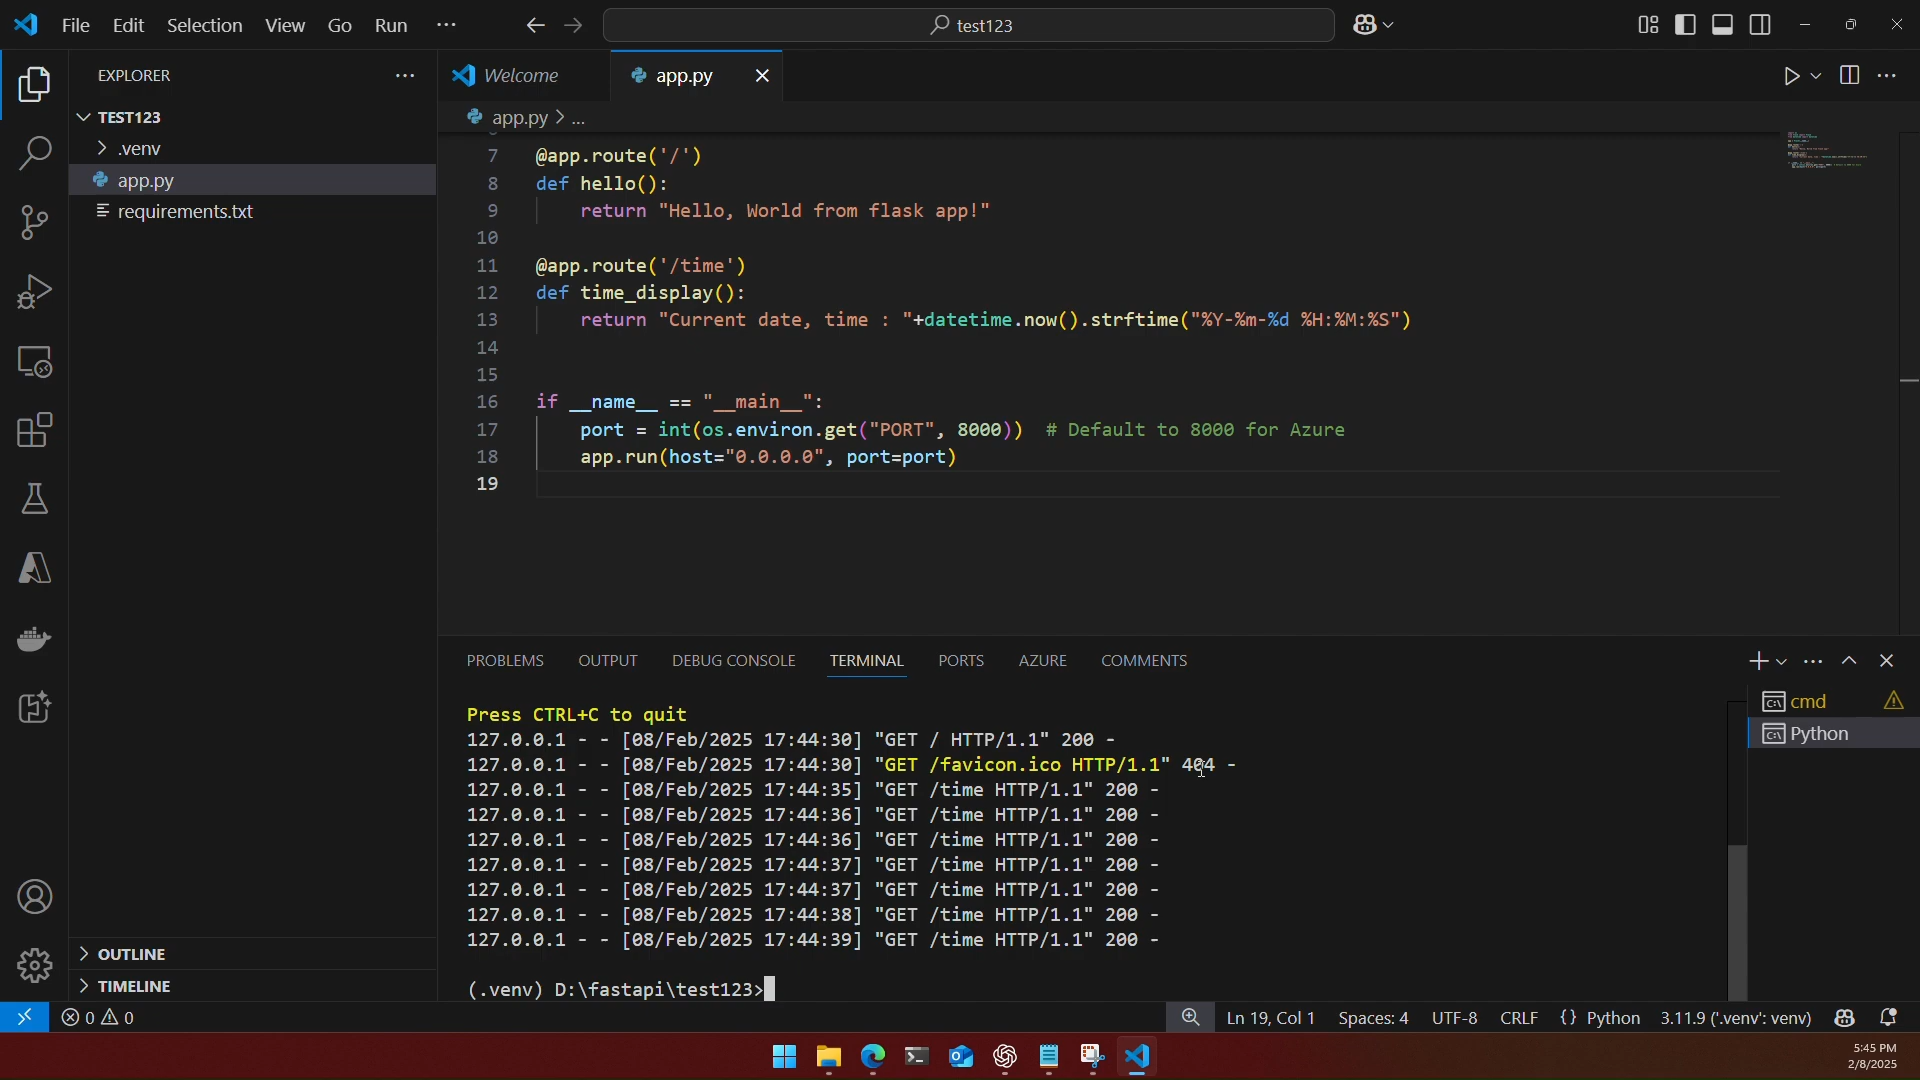 File Edit Selection View Go Run ···
test123
EXPLORER ···
TEST123
.venv
app.py
requirements.txt
OUTLINE
TIMELINE
Welcome
app.py
app.py > ...
7 @app.route('/')
8 def hello():
9 return "Hello, World from flask app!"
10
11 @app.route('/time')
12 def time_display():
13 return "Current date, time : "+datetime.now().strftime("%Y-%m-%d %H:%M:%S")
14
15
16 if __name__ == "__main__":
17 port = int(os.environ.get("PORT", 8000)) # Default to 8000 for Azure
18 app.run(host="0.0.0.0", port=port)
19
PROBLEMS OUTPUT DEBUG CONSOLE TERMINAL PORTS AZURE COMMENTS
Press CTRL+C to quit
127.0.0.1 - - [08/Feb/2025 17:44:30] "GET / HTTP/1.1" 200 -
127.0.0.1 - - [08/Feb/2025 17:44:30] "GET /favicon.ico HTTP/1.1" 404 -
127.0.0.1 - - [08/Feb/2025 17:44:35] "GET /time HTTP/1.1" 200 -
127.0.0.1 - - [08/Feb/2025 17:44:36] "GET /time HTTP/1.1" 200 -
127.0.0.1 - - [08/Feb/2025 17:44:36] "GET /time HTTP/1.1" 200 -
127.0.0.1 - - [08/Feb/2025 17:44:37] "GET /time HTTP/1.1" 200 -
127.0.0.1 - - [08/Feb/2025 17:44:37] "GET /time HTTP/1.1" 200 -
127.0.0.1 - - [08/Feb/2025 17:44:38] "GET /time HTTP/1.1" 200 -
127.0.0.1 - - [08/Feb/2025 17:44:39] "GET /time HTTP/1.1" 200 -
(.venv) D:\fastapi\test123>
cmd
Python
0 0
Ln 19, Col 1 Spaces: 4 UTF-8 CRLF {} Python 3.11.9 ('.venv': venv)
5:45 PM
2/8/2025